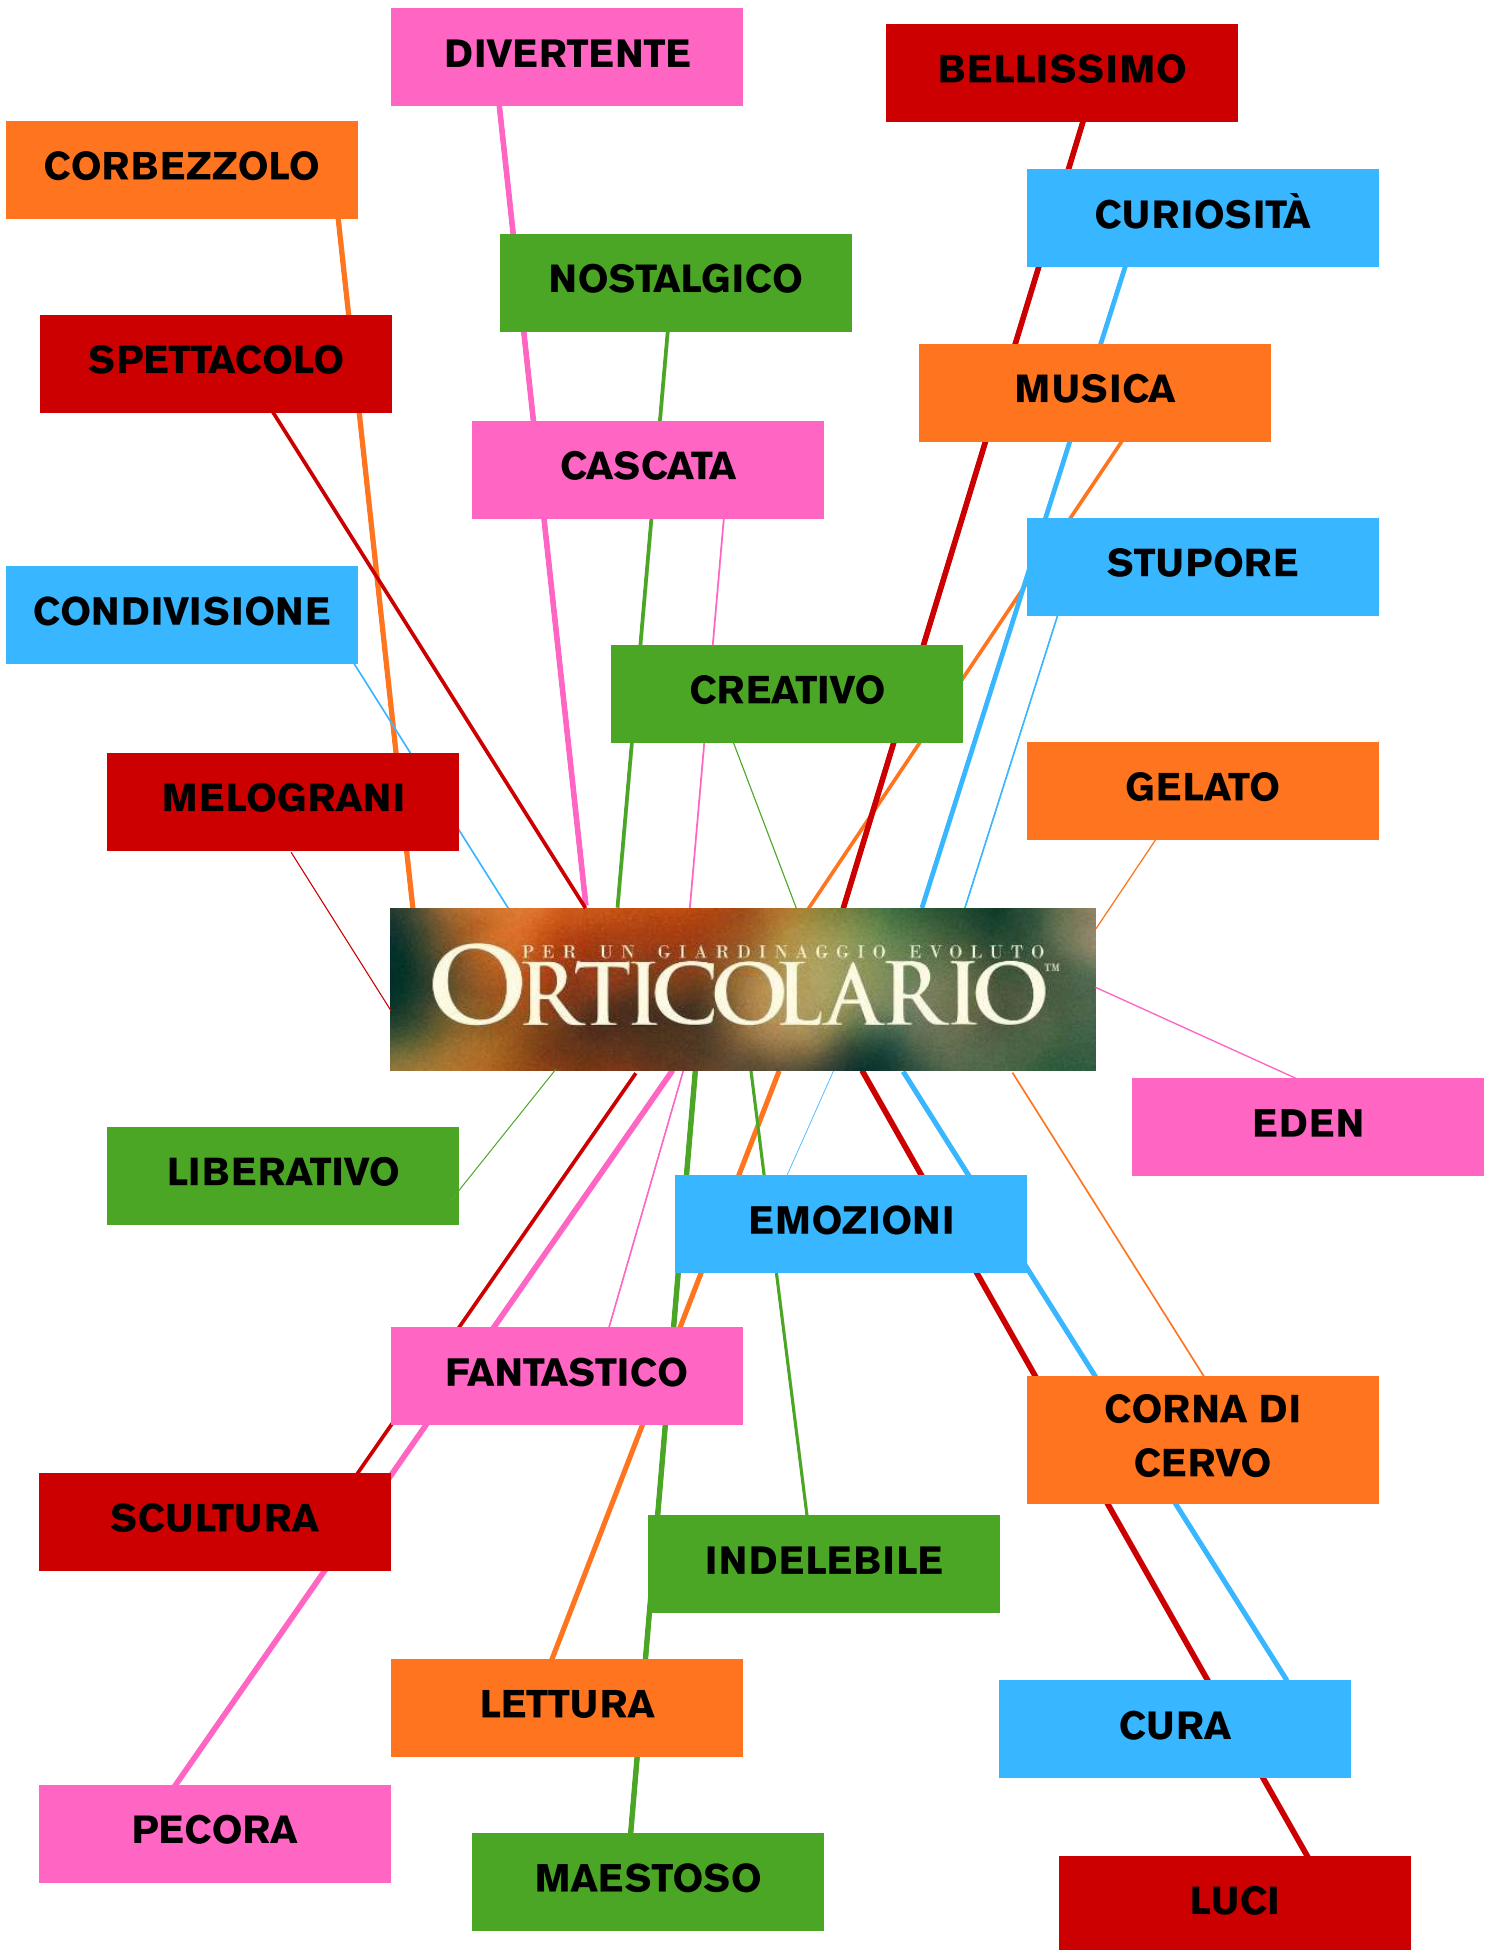 DIVERTENTE
BELLISSIMO
CORBEZZOLO
CURIOSITÀ
NOSTALGICO
SPETTACOLO
MUSICA
CASCATA
STUPORE
CONDIVISIONE
CREATIVO
GELATO
MELOGRANI
PER UN GIARDINAGGIO EVOLUTO
ORTICOLARIO™
EDEN
LIBERATIVO
EMOZIONI
FANTASTICO
CORNA DI
CERVO
SCULTURA
INDELEBILE
LETTURA
CURA
PECORA
MAESTOSO
LUCI